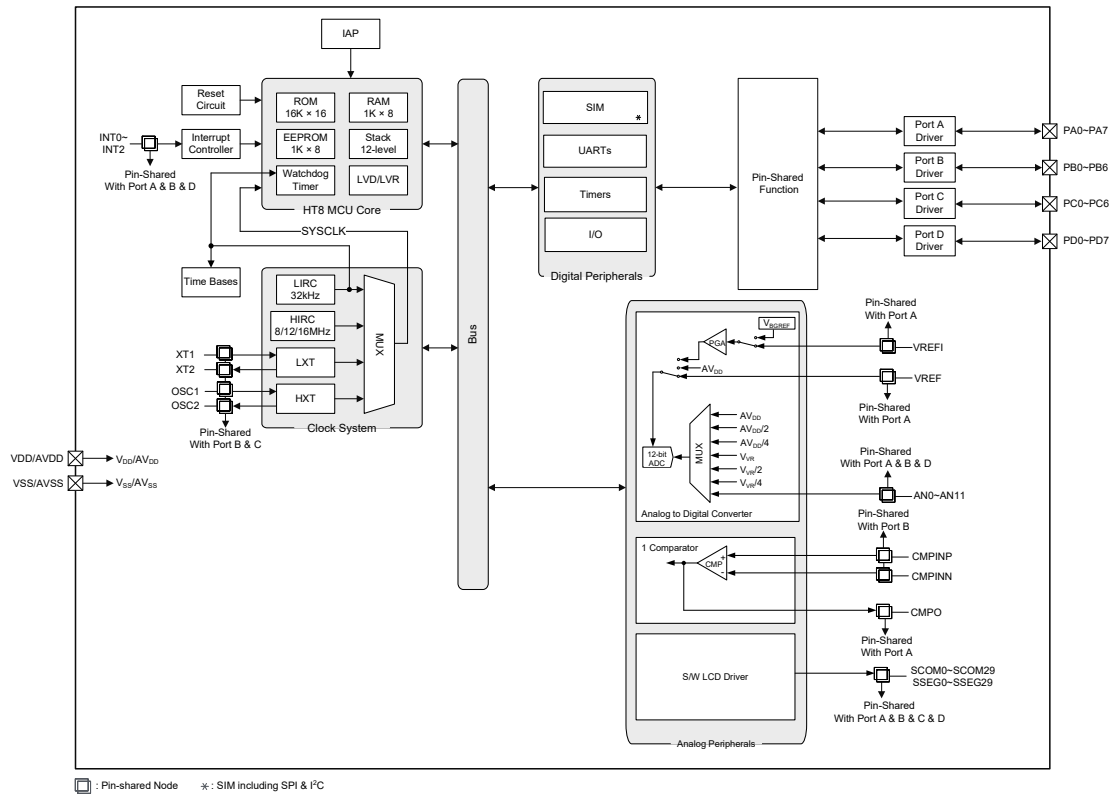 IAP
Reset
Circuit
ROM
16K × 16
RAM
1K × 8
INT0~
INT2
Interrupt
Controller
EEPROM
1K × 8
Stack
12-level
Pin-Shared
With Port A & B & D
Watchdog
Timer
LVD/LVR
HT8 MCU Core
SYSCLK
Time Bases
LIRC
32kHz
HIRC
8/12/16MHz
MUX
XT1
XT2
LXT
OSC1
OSC2
HXT
Pin-Shared
With Port B & C
Clock System
VDD/AVDD
VDD/AVDD
VSS/AVSS
VSS/AVSS
Bus
SIM
*
UARTs
Timers
I/O
Digital Peripherals
Pin-Shared
Function
Port A
Driver
PA0~PA7
Port B
Driver
PB0~PB6
Port C
Driver
PC0~PC6
Port D
Driver
PD0~PD7
Pin-Shared
With Port A
VBGREF
PGA
VREFI
AVDD
VREF
Pin-Shared
With Port A
AVDD
AVDD/2
AVDD/4
VVR
VVR/2
VVR/4
MUX
12-bit
ADC
Pin-Shared
With Port A & B & D
AN0~AN11
Analog to Digital Converter
Pin-Shared
With Port B
1 Comparator
CMP
+
-
CMPINP
CMPINN
CMPO
Pin-Shared
With Port A
S/W LCD Driver
SCOM0~SCOM29
SSEG0~SSEG29
Pin-Shared
With Port A & B & C & D
Analog Peripherals
: Pin-shared Node
* : SIM including SPI & I²C